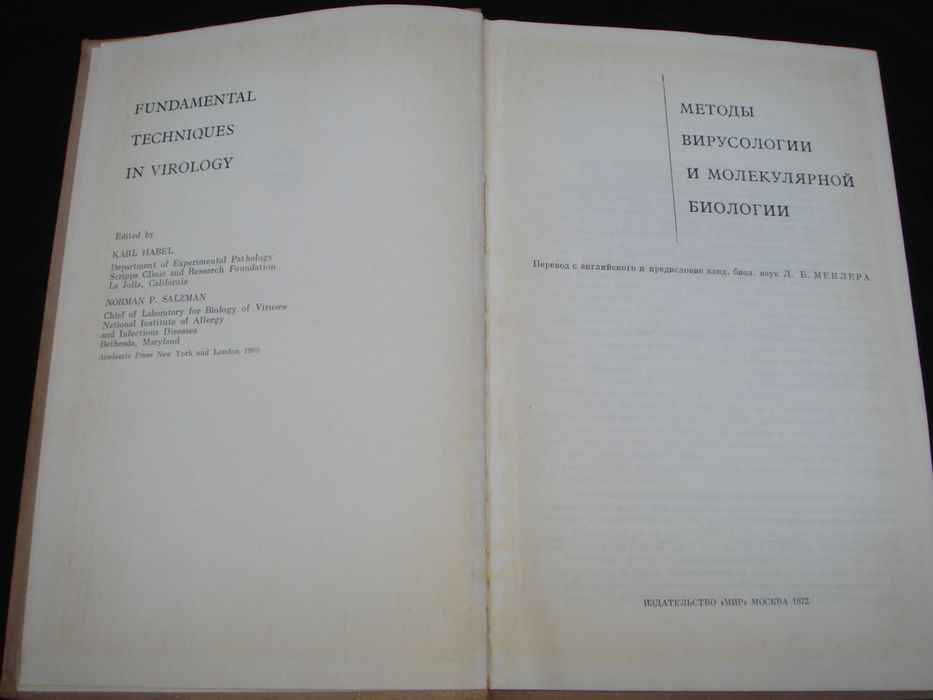 FUNDAMENTAL
TECHNIQUES
IN VIROLOGY
Edited by
KARL HABEL
Department of Experimental Pathology
Scripps Clinic and Research Foundation
La Jolla, California
NORMAN P. SALZMAN
Chief of Laboratory for Biology of Viruses
National Institute of Allergy
and Infectious Diseases
Bethesda, Maryland
Academic Press New York and London 1969
МЕТОДЫ
ВИРУСОЛОГИИ
И МОЛЕКУЛЯРНОЙ
БИОЛОГИИ
Перевод с английского и предисловие канд. биол. наук Л. Б. МЕКЛЕРА
ИЗДАТЕЛЬСТВО «МИР» МОСКВА 1972